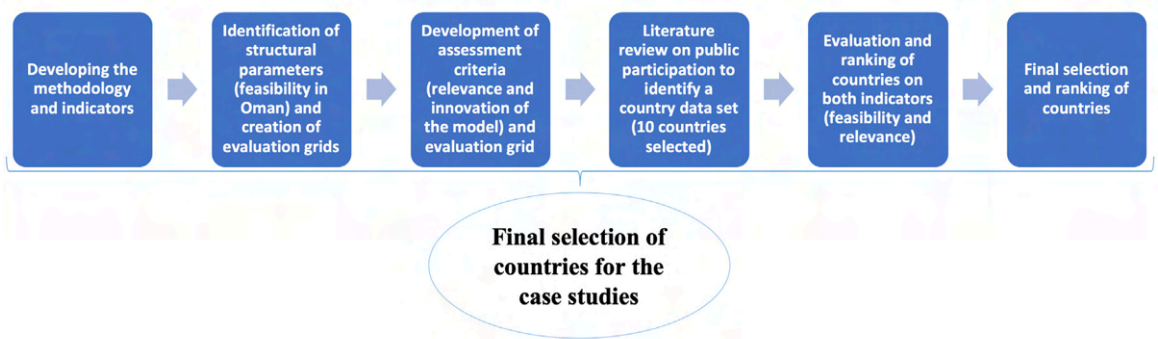 Developing the
methodology
and indicators
Identification of
structural
parameters
(feasibility in
Oman) and
creation of
evaluation grids
Development of
assessment
criteria
(relevance and
innovation of
the model) and
evaluation grid
Literature
review on public
participation to
identify a
country data set
(10 countries
selected)
Evaluation and
ranking of
countries on
both indicators
(feasibility and
relevance)
Final selection
and ranking of
countries
Final selection of
countries for the
case studies